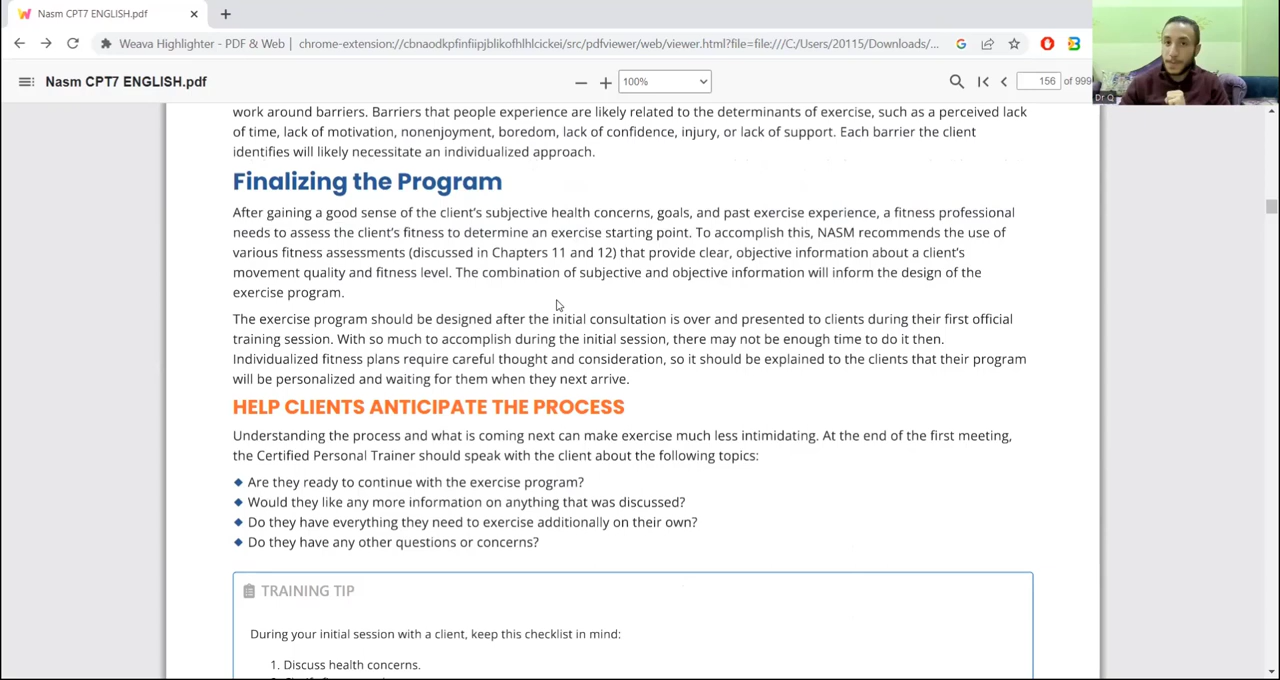 Nasm CPT7 ENGLISH.pdf
Weava Highlighter - PDF & Web | chrome-extension://cbnaodkpfinfiipjblikofhlhlcickei/src/pdfviewer/web/viewer.html?file=file:///C:/Users/20115/Downloads/...
Nasm CPT7 ENGLISH.pdf
100%
156 of 999
Dr Q
work around barriers. Barriers that people experience are likely related to the determinants of exercise, such as a perceived lack
of time, lack of motivation, nonenjoyment, boredom, lack of confidence, injury, or lack of support. Each barrier the client
identifies will likely necessitate an individualized approach.
Finalizing the Program
After gaining a good sense of the client's subjective health concerns, goals, and past exercise experience, a fitness professional
needs to assess the client's fitness to determine an exercise starting point. To accomplish this, NASM recommends the use of
various fitness assessments (discussed in Chapters 11 and 12) that provide clear, objective information about a client's
movement quality and fitness level. The combination of subjective and objective information will inform the design of the
exercise program.
The exercise program should be designed after the initial consultation is over and presented to clients during their first official
training session. With so much to accomplish during the initial session, there may not be enough time to do it then.
Individualized fitness plans require careful thought and consideration, so it should be explained to the clients that their program
will be personalized and waiting for them when they next arrive.
HELP CLIENTS ANTICIPATE THE PROCESS
Understanding the process and what is coming next can make exercise much less intimidating. At the end of the first meeting,
the Certified Personal Trainer should speak with the client about the following topics:
◆ Are they ready to continue with the exercise program?
◆ Would they like any more information on anything that was discussed?
◆ Do they have everything they need to exercise additionally on their own?
◆ Do they have any other questions or concerns?
TRAINING TIP
During your initial session with a client, keep this checklist in mind:
1. Discuss health concerns.